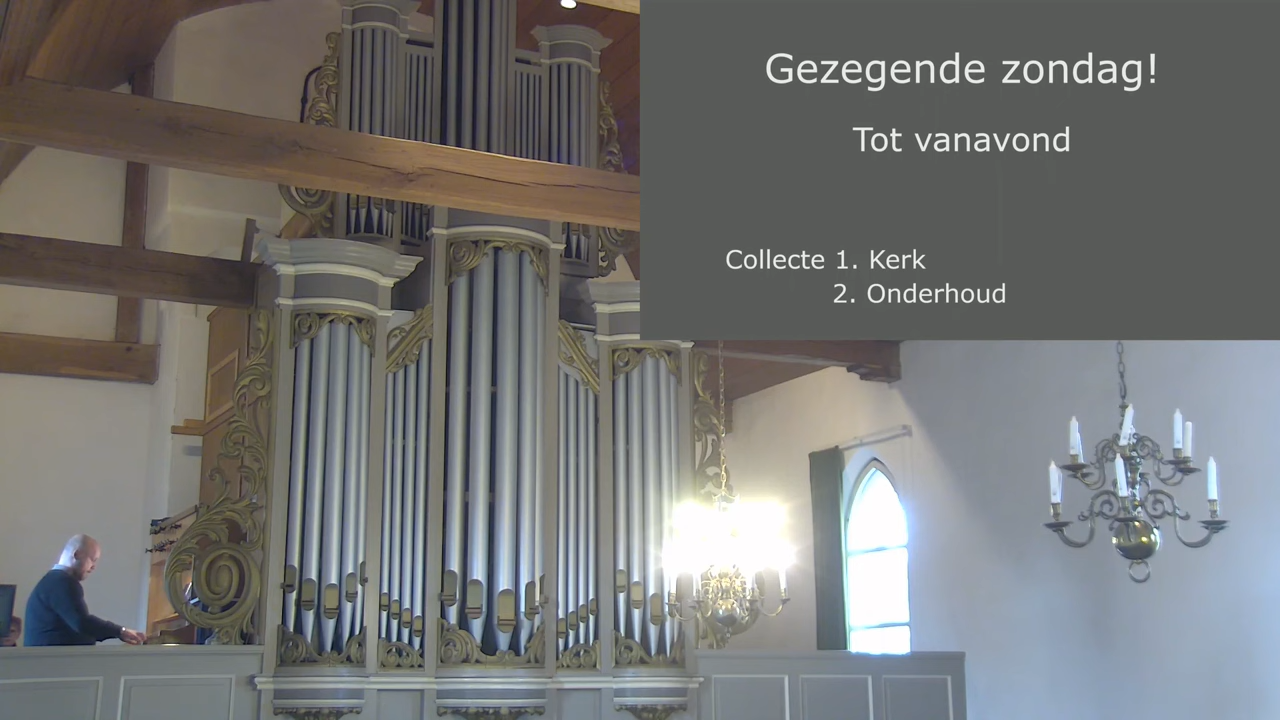 Gezegende zondag!
Tot vanavond
Collecte 1. Kerk
2. Onderhoud